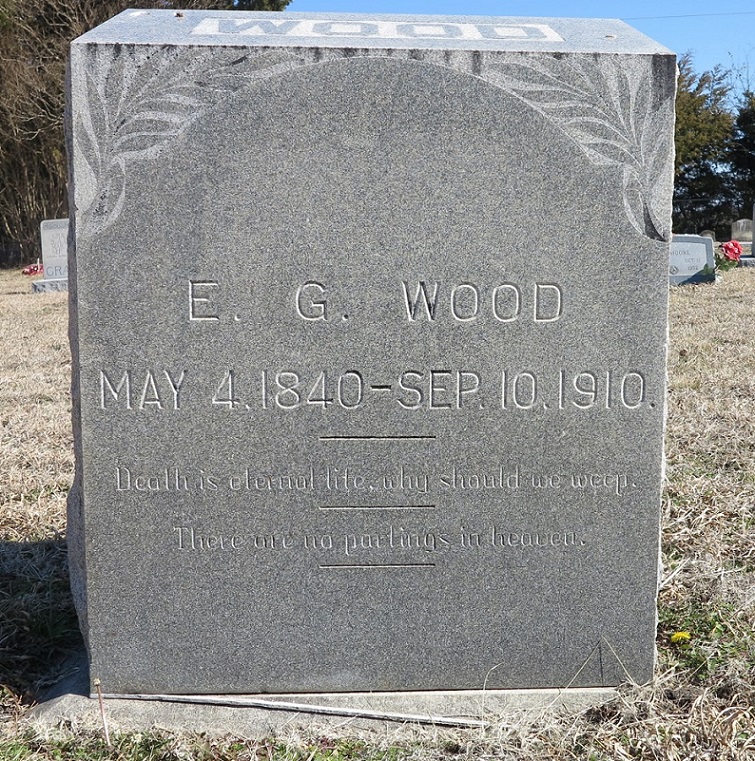 WOOD
E. G. WOOD
MAY 4, 1840 – SEP. 10, 1910.
Death is eternal life, why should we weep.
There are no partings in heaven.
MOORE